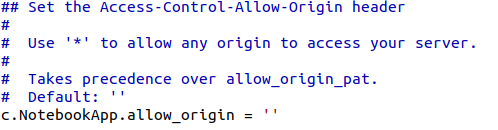 ## Set the Access-Control-Allow-Origin header
#
#  Use '*' to allow any origin to access your server.
#
#  Takes precedence over allow_origin_pat.
#  Default: ''
c.NotebookApp.allow_origin = ''